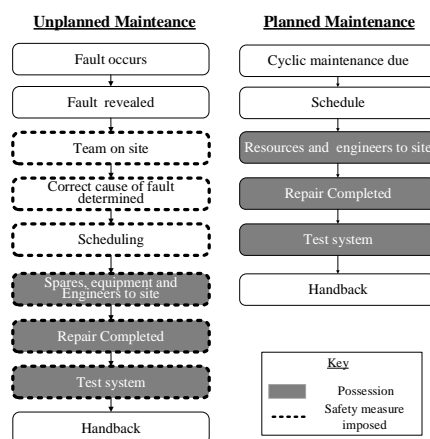 Unplanned Mainteance
Fault occurs
Fault revealed
Team on site
Correct cause of fault
determined
Scheduling
Spares, equipment and
Engineers to site
Repair Completed
Test system
Handback
Planned Maintenance
Cyclic maintenance due
Schedule
Resources and engineers to site
Repair Completed
Test system
Handback
Key
Possession
Safety measure
imposed